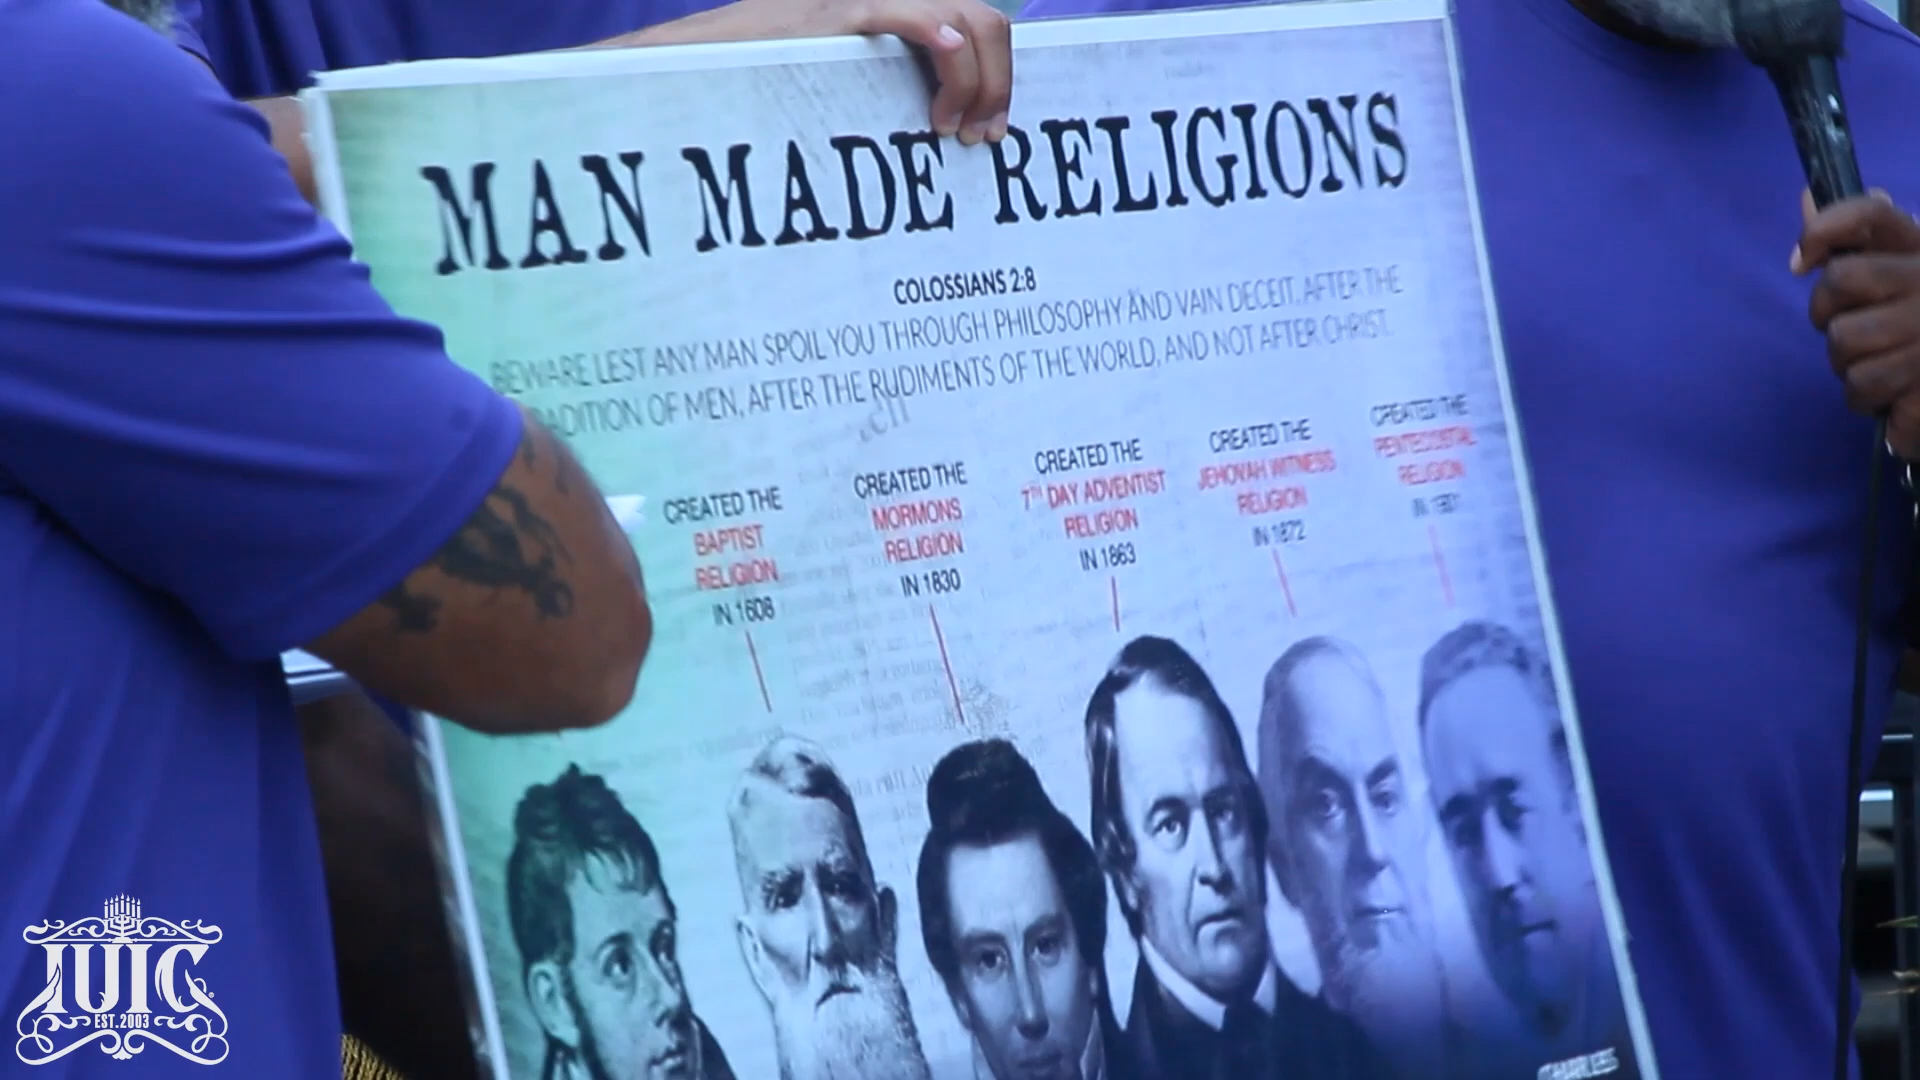 MAN MADE RELIGIONS
COLOSSIANS 2:8
BEWARE LEST ANY MAN SPOIL YOU THROUGH PHILOSOPHY AND VAIN DECEIT, AFTER THE
TRADITION OF MEN, AFTER THE RUDIMENTS OF THE WORLD, AND NOT AFTER CHRIST.
CREATED THE
BAPTIST
RELIGION
IN 1608
CREATED THE
MORMONS
RELIGION
IN 1830
CREATED THE
7TH DAY ADVENTIST
RELIGION
IN 1863
CREATED THE
JEHOVAH WITNESS
RELIGION
IN 1872
CREATED THE
PENTECOSTAL
RELIGION
IN 1901
CHARLES
IUIC
EST. 2003